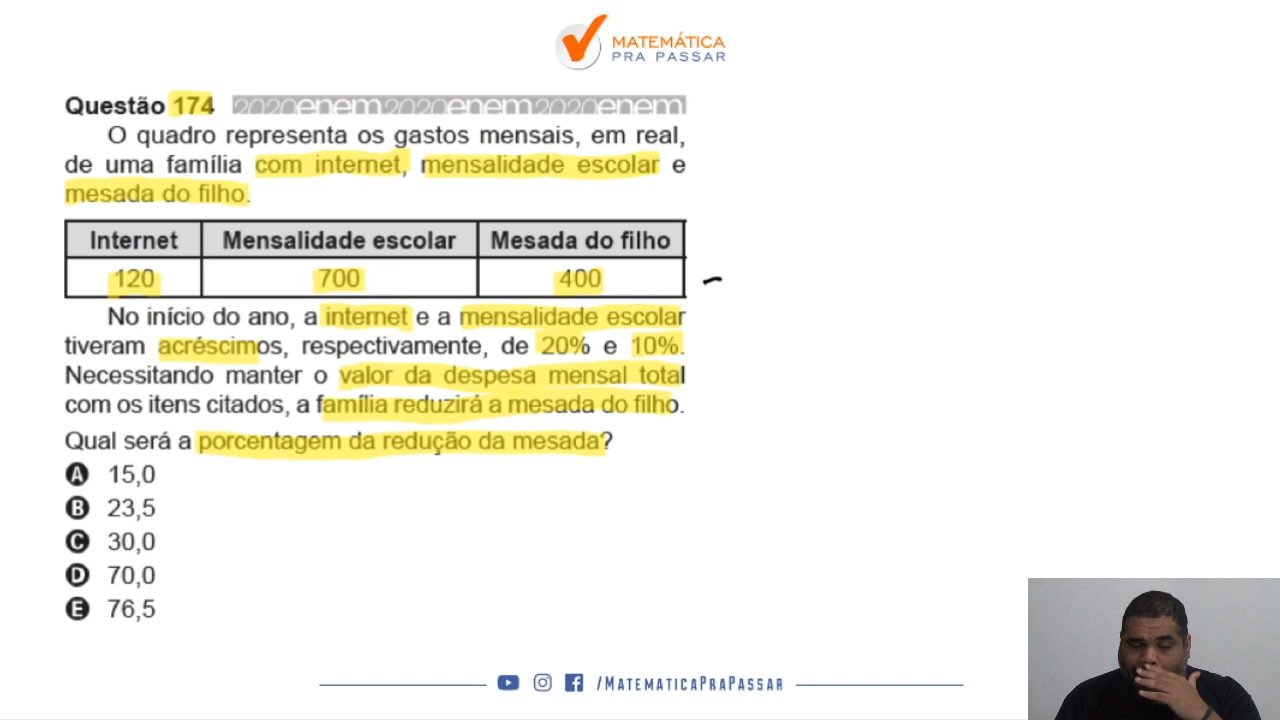 MATEMÁTICA
PRA PASSAR
Questão 174 2020enem2020enem2020enem
O quadro representa os gastos mensais, em real,
de uma família com internet, mensalidade escolar e
mesada do filho.
Internet Mensalidade escolar Mesada do filho
120 700 400
No início do ano, a internet e a mensalidade escolar
tiveram acréscimos, respectivamente, de 20% e 10%.
Necessitando manter o valor da despesa mensal total
com os itens citados, a família reduzirá a mesada do filho.
Qual será a porcentagem da redução da mesada?
A 15,0
B 23,5
C 30,0
D 70,0
E 76,5
/MATEMATICAPRAPASSAR